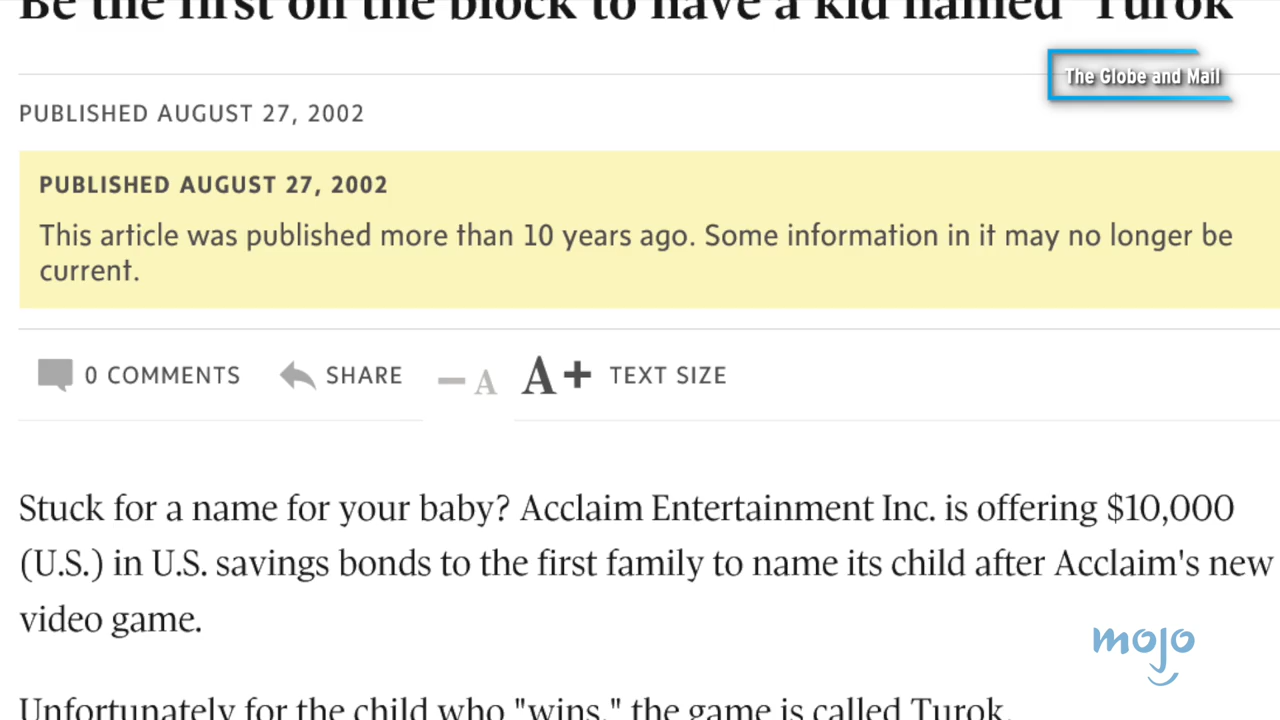 Be the first on the block to have a kid named 'Turok'
The Globe and Mail
PUBLISHED AUGUST 27, 2002
PUBLISHED AUGUST 27, 2002
This article was published more than 10 years ago. Some information in it may no longer be
current.
0 COMMENTS SHARE – A A+ TEXT SIZE
Stuck for a name for your baby? Acclaim Entertainment Inc. is offering $10,000
(U.S.) in U.S. savings bonds to the first family to name its child after Acclaim's new
video game.
mojo
Unfortunately for the child who "wins," the game is called Turok.